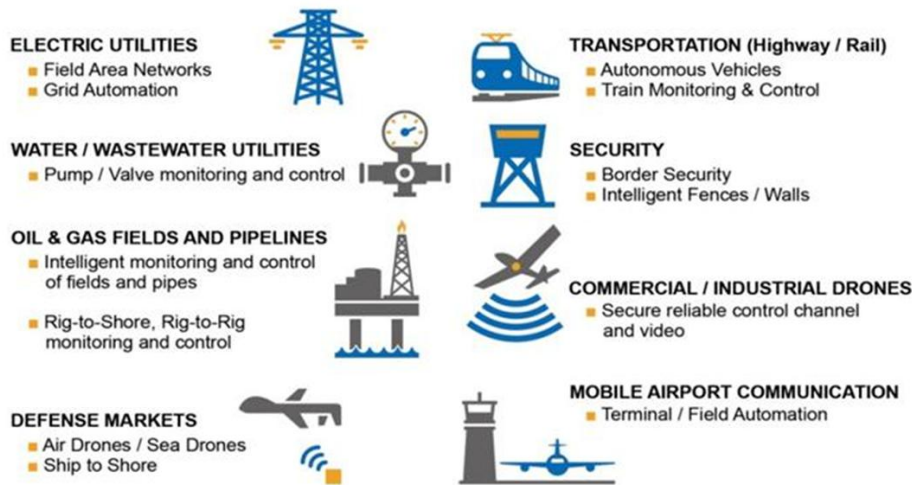 ELECTRIC UTILITIES
Field Area Networks
Grid Automation
WATER / WASTEWATER UTILITIES
Pump / Valve monitoring and control
OIL & GAS FIELDS AND PIPELINES
Intelligent monitoring and control
of fields and pipes
Rig-to-Shore, Rig-to-Rig
monitoring and control
DEFENSE MARKETS
Air Drones / Sea Drones
Ship to Shore
TRANSPORTATION (Highway / Rail)
Autonomous Vehicles
Train Monitoring & Control
SECURITY
Border Security
Intelligent Fences / Walls
COMMERCIAL / INDUSTRIAL DRONES
Secure reliable control channel
and video
MOBILE AIRPORT COMMUNICATION
Terminal / Field Automation